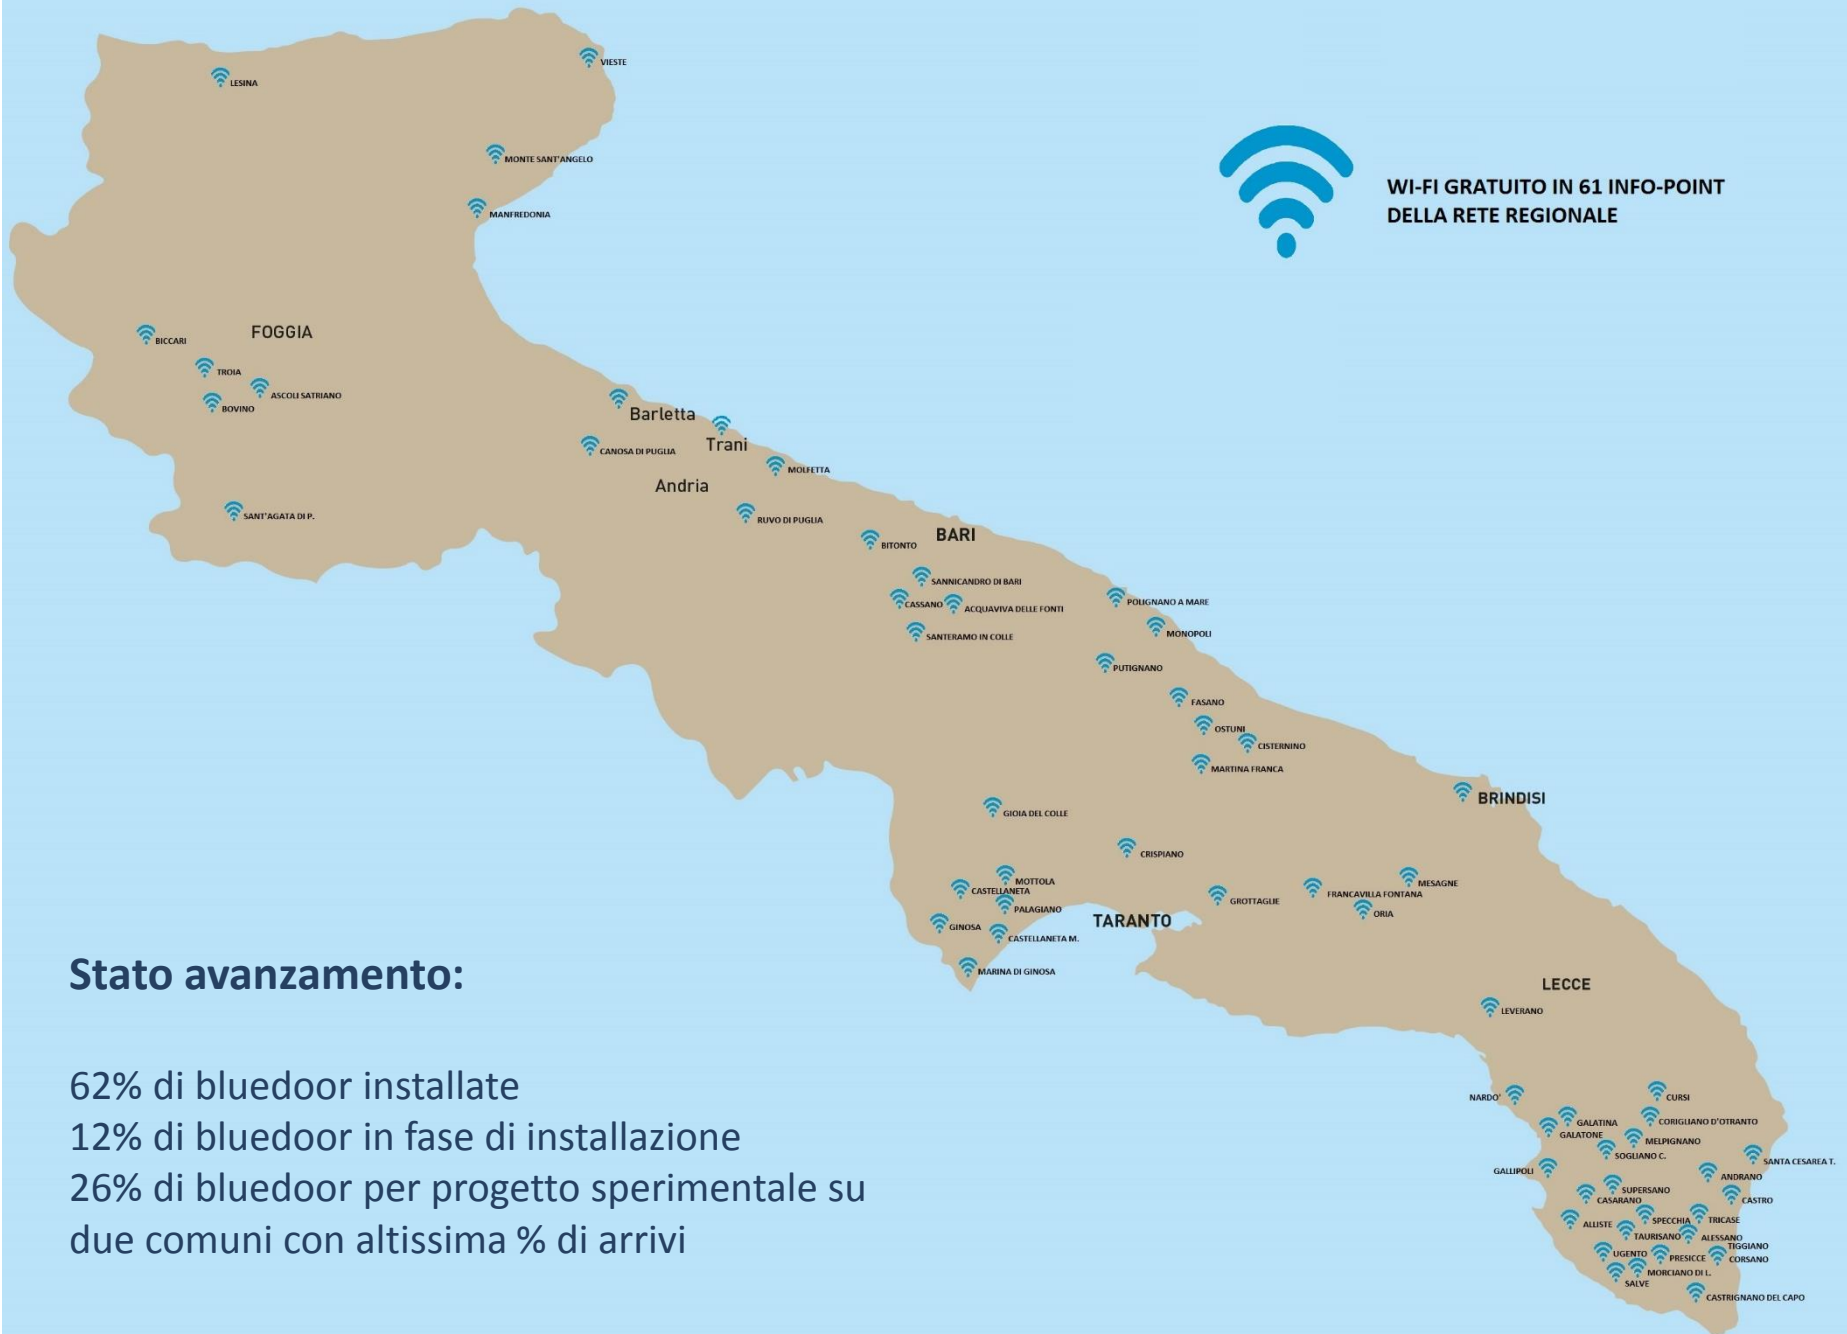 VIESTE
LESINA
MONTE SANT'ANGELO
MANFREDONIA
WI-FI GRATUITO IN 61 INFO-POINT
DELLA RETE REGIONALE
FOGGIA
BICCARI
TROIA
ASCOLI SATRIANO
BOVINO
Barletta
Trani
CANOSA DI PUGLIA
MOLFETTA
Andria
SANT'AGATA DI P.
RUVO DI PUGLIA
BARI
BITONTO
SANNICANDRO DI BARI
CASSANO
ACQUAVIVA DELLE FONTI
POLIGNANO A MARE
SANTERAMO IN COLLE
MONOPOLI
PUTIGNANO
FASANO
OSTUNI
CISTERNINO
MARTINA FRANCA
BRINDISI
GIOIA DEL COLLE
CRISPIANO
MOTTOLA
CASTELLANETA
MESAGNE
FRANCAVILLA FONTANA
GROTTAGLIE
PALAGIANO
ORIA
TARANTO
GINOSA
CASTELLANETA M.
MARINA DI GINOSA
LECCE
LEVERANO
Stato avanzamento:
62% di bluedoor installate
12% di bluedoor in fase di installazione
26% di bluedoor per progetto sperimentale su
due comuni con altissima % di arrivi
NARDO'
CURSI
GALATINA
CORIGLIANO D'OTRANTO
GALATONE
MELPIGNANO
SOGLIANO C.
SANTA CESAREA T.
GALLIPOLI
ANDRANO
SUPERSANO
CASARANO
CASTRO
SPECCHIA
TRICASE
ALLISTE
TAURISANO
ALESSANO
TIGGIANO
UGENTO
PRESICCE
CORSANO
MORCIANO DI L.
SALVE
CASTRIGNANO DEL CAPO